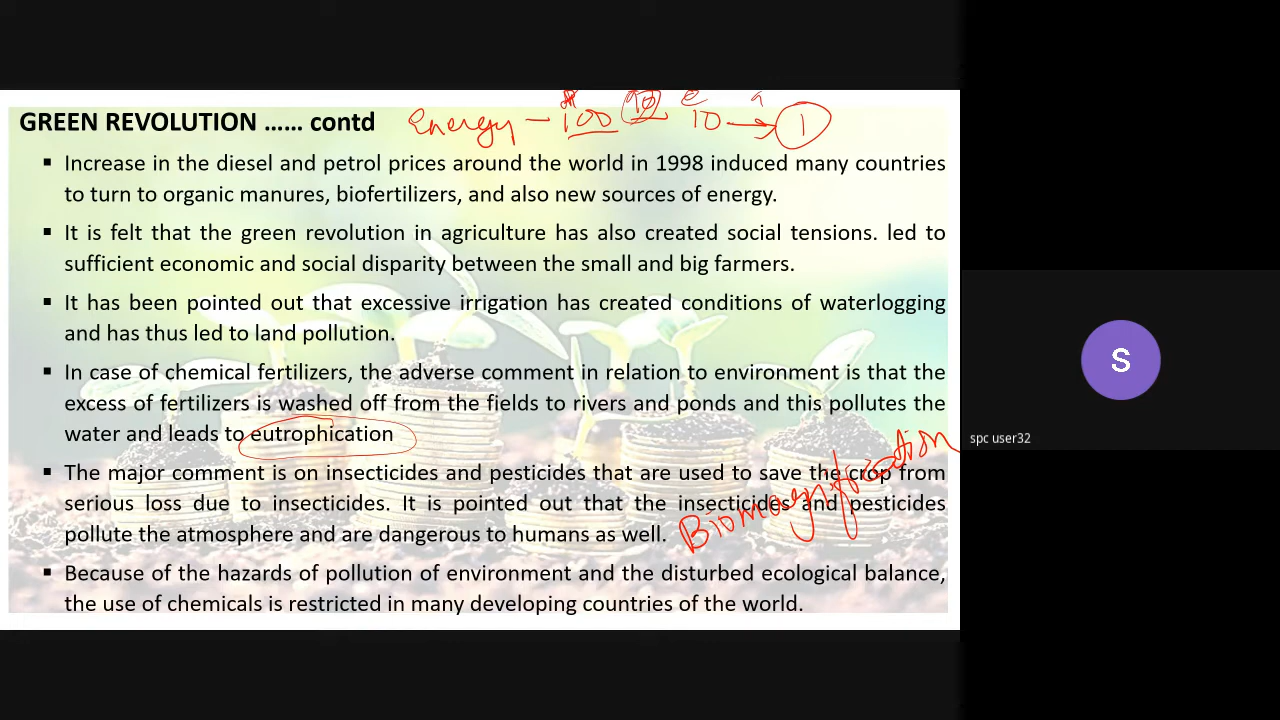 GREEN REVOLUTION ...... contd Energy – 100 90 10 → 1
▪ Increase in the diesel and petrol prices around the world in 1998 induced many countries
to turn to organic manures, biofertilizers, and also new sources of energy.
▪ It is felt that the green revolution in agriculture has also created social tensions. led to
sufficient economic and social disparity between the small and big farmers.
▪ It has been pointed out that excessive irrigation has created conditions of waterlogging
and has thus led to land pollution.
▪ In case of chemical fertilizers, the adverse comment in relation to environment is that the
excess of fertilizers is washed off from the fields to rivers and ponds and this pollutes the
water and leads to eutrophication
▪ The major comment is on insecticides and pesticides that are used to save the crop from
serious loss due to insecticides. It is pointed out that the insecticides and pesticides
pollute the atmosphere and are dangerous to humans as well.
Biomagnification
▪ Because of the hazards of pollution of environment and the disturbed ecological balance,
the use of chemicals is restricted in many developing countries of the world.
S
spc user32